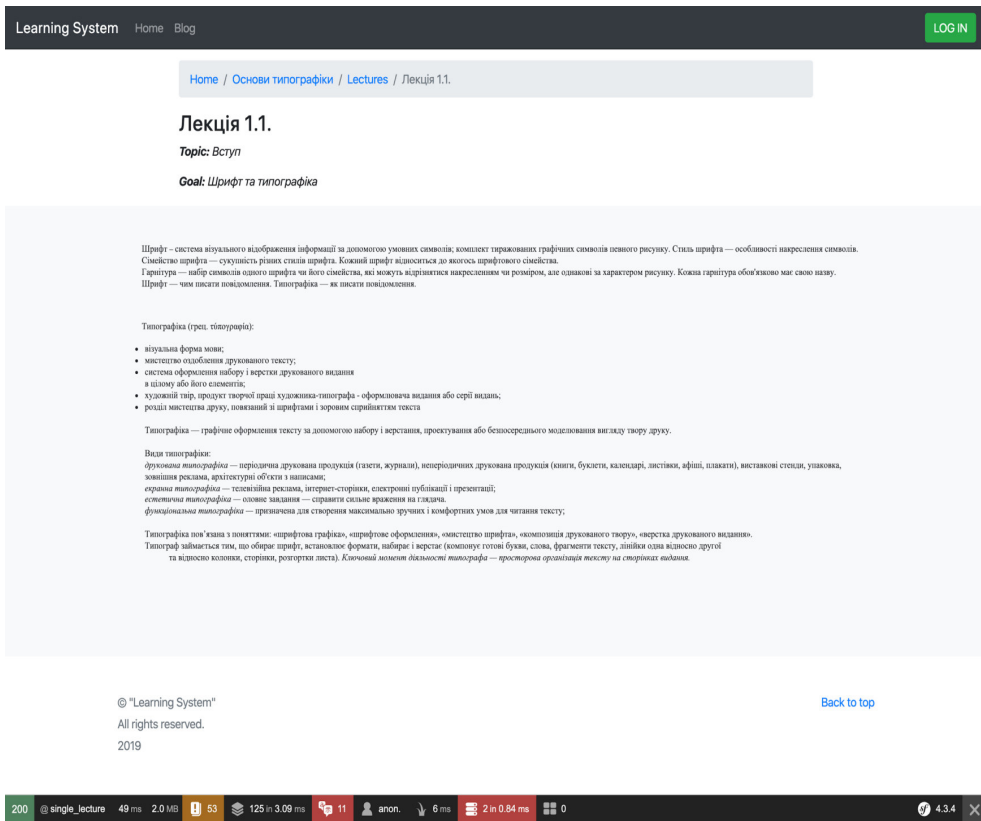 Learning System Home Blog LOG IN
Home / Основи типографіки / Lectures / Лекція 1.1.
Лекція 1.1.
Topic: Вступ
Goal: Шрифт та типографіка
Шрифт – система візуального відображення інформації за допомогою умовних символів; комплект тиражованих графічних символів певного рисунку. Стиль шрифта — особливості накреслення символів.
Сімейство шрифта — сукупність різних стилів шрифта. Кожний шрифт відноситься до якогось шрифтового сімейства.
Гарнітура — набір символів одного шрифта чи його сімейства, які можуть відрізнятися накресленням чи розміром, але однакові за характером рисунку. Кожна гарнітура обов'язково має свою назву.
Шрифт — чим писати повідомлення. Типографіка — як писати повідомлення.
Типографіка (грец. τύπογραφία):
• візуальна форма мови;
• мистецтво оздоблення друкованого тексту;
• система оформлення набору і верстки друкованого видання
в цілому або його елементів;
• художній твір, продукт творчої праці художника-типографа - оформлювача видання або серії видань;
• розділ мистецтва друку, повязаний зі шрифтами і зоровим сприйняттям текста
Типографіка — графічне оформлення тексту за допомогою набору і верстання, проектування або безпосереднього моделювання вигляду твору друку.
Види типографіки:
друкована типографіка — періодична друкована продукція (газети, журнали), неперіодичних друкована продукція (книги, буклети, календарі, листівки, афіші, плакати), виставкові стенди, упаковка,
зовнішня реклама, архітектурні об'єкти з написами;
екранна типографіка — телевізійна реклама, інтернет-сторінки, електронні публікації і презентації;
естетична типографіка — оловне завдання — справити сильне враження на глядача.
функціональна типографіка — призначена для створення максимально зручних і комфортних умов для читання тексту;
Типографіка пов'язана з поняттями: «шрифтова графіка», «шрифтове оформлення», «мистецтво шрифта», «композиція друкованого твору», «верстка друкованого видання».
Типограф займається тим, що обирає шрифт, встановлює формати, набирає і верстає (компонує готові букви, слова, фрагменти тексту, лінійки одна відносно другої
та відносно колонки, сторінки, розгортки листа). Ключовий момент діяльності типографа — просторова організація тексту на сторінках видання.
© "Learning System" Back to top
All rights reserved.
2019
200 @ single_lecture 49 ms 2.0 MB 53 125 in 3.09 ms 11 anon. 6 ms 2 in 0.84 ms 0 sf 4.3.4